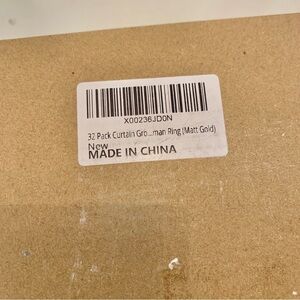 X00236JD0N
32 Pack Curtain Gro...man Ring (Matt Gold)
New
MADE IN CHINA